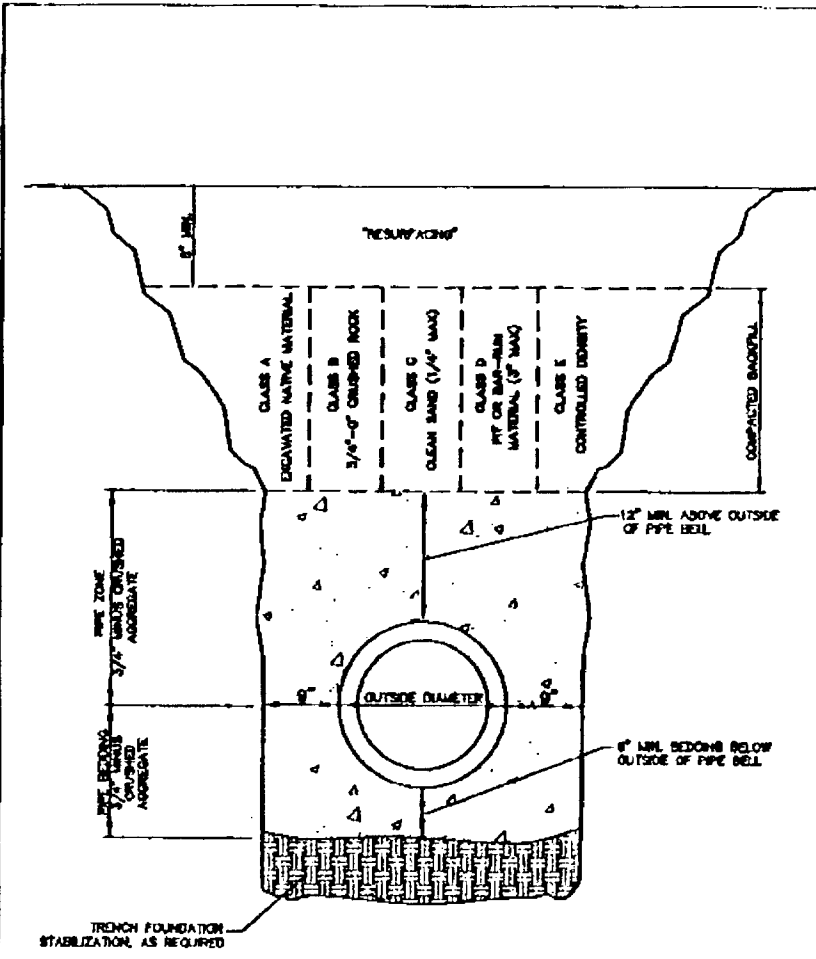 "RESURFACING"
8" MIN.
CLASS A
EXCAVATED NATIVE MATERIAL
CLASS B
3/4"-0" CRUSHED ROCK
CLASS C
CLEAN SAND (1/4" MAX)
CLASS D
PIT OR BAR-RUN
MATERIAL (3" MAX)
CLASS E
CONTROLLED DENSITY
COMPACTED BACKFILL
12" MIN. ABOVE OUTSIDE
OF PIPE BELL
PIPE ZONE
3/4" MINUS CRUSHED
AGGREGATE
9"
OUTSIDE DIAMETER
9"
PIPE BEDDING
3/4" MINUS
CRUSHED
AGGREGATE
MIN. BEDDING BELOW
OUTSIDE OF PIPE BELL
TRENCH FOUNDATION
STABILIZATION, AS REQUIRED